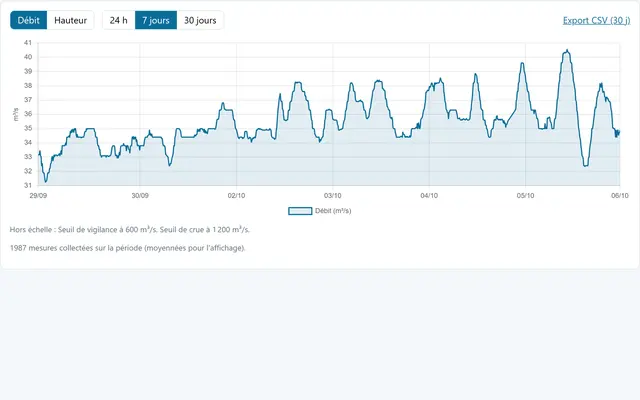 Débit Hauteur 24 h 7 jours 30 jours Export CSV (30 j)
41
40
39
38
37
36
35
34
33
32
31
m³/s
29/09 30/09 02/10 03/10 04/10 05/10 06/10
Débit (m³/s)
Hors échelle : Seuil de vigilance à 600 m³/s. Seuil de crue à 1 200 m³/s.
1987 mesures collectées sur la période (moyennées pour l'affichage).